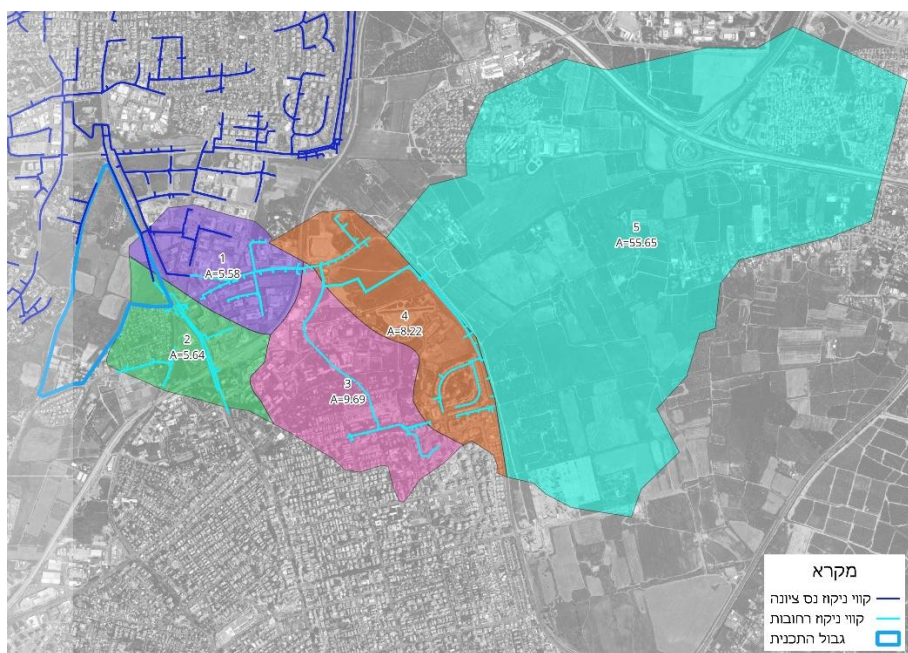 5
A=55.65
1
A=5.58
4
A=8.22
2
A=5.64
3
A=9.69
מקרא
קווי ניקוז נס ציונה
קווי ניקוז רחובות
גבול התכנית